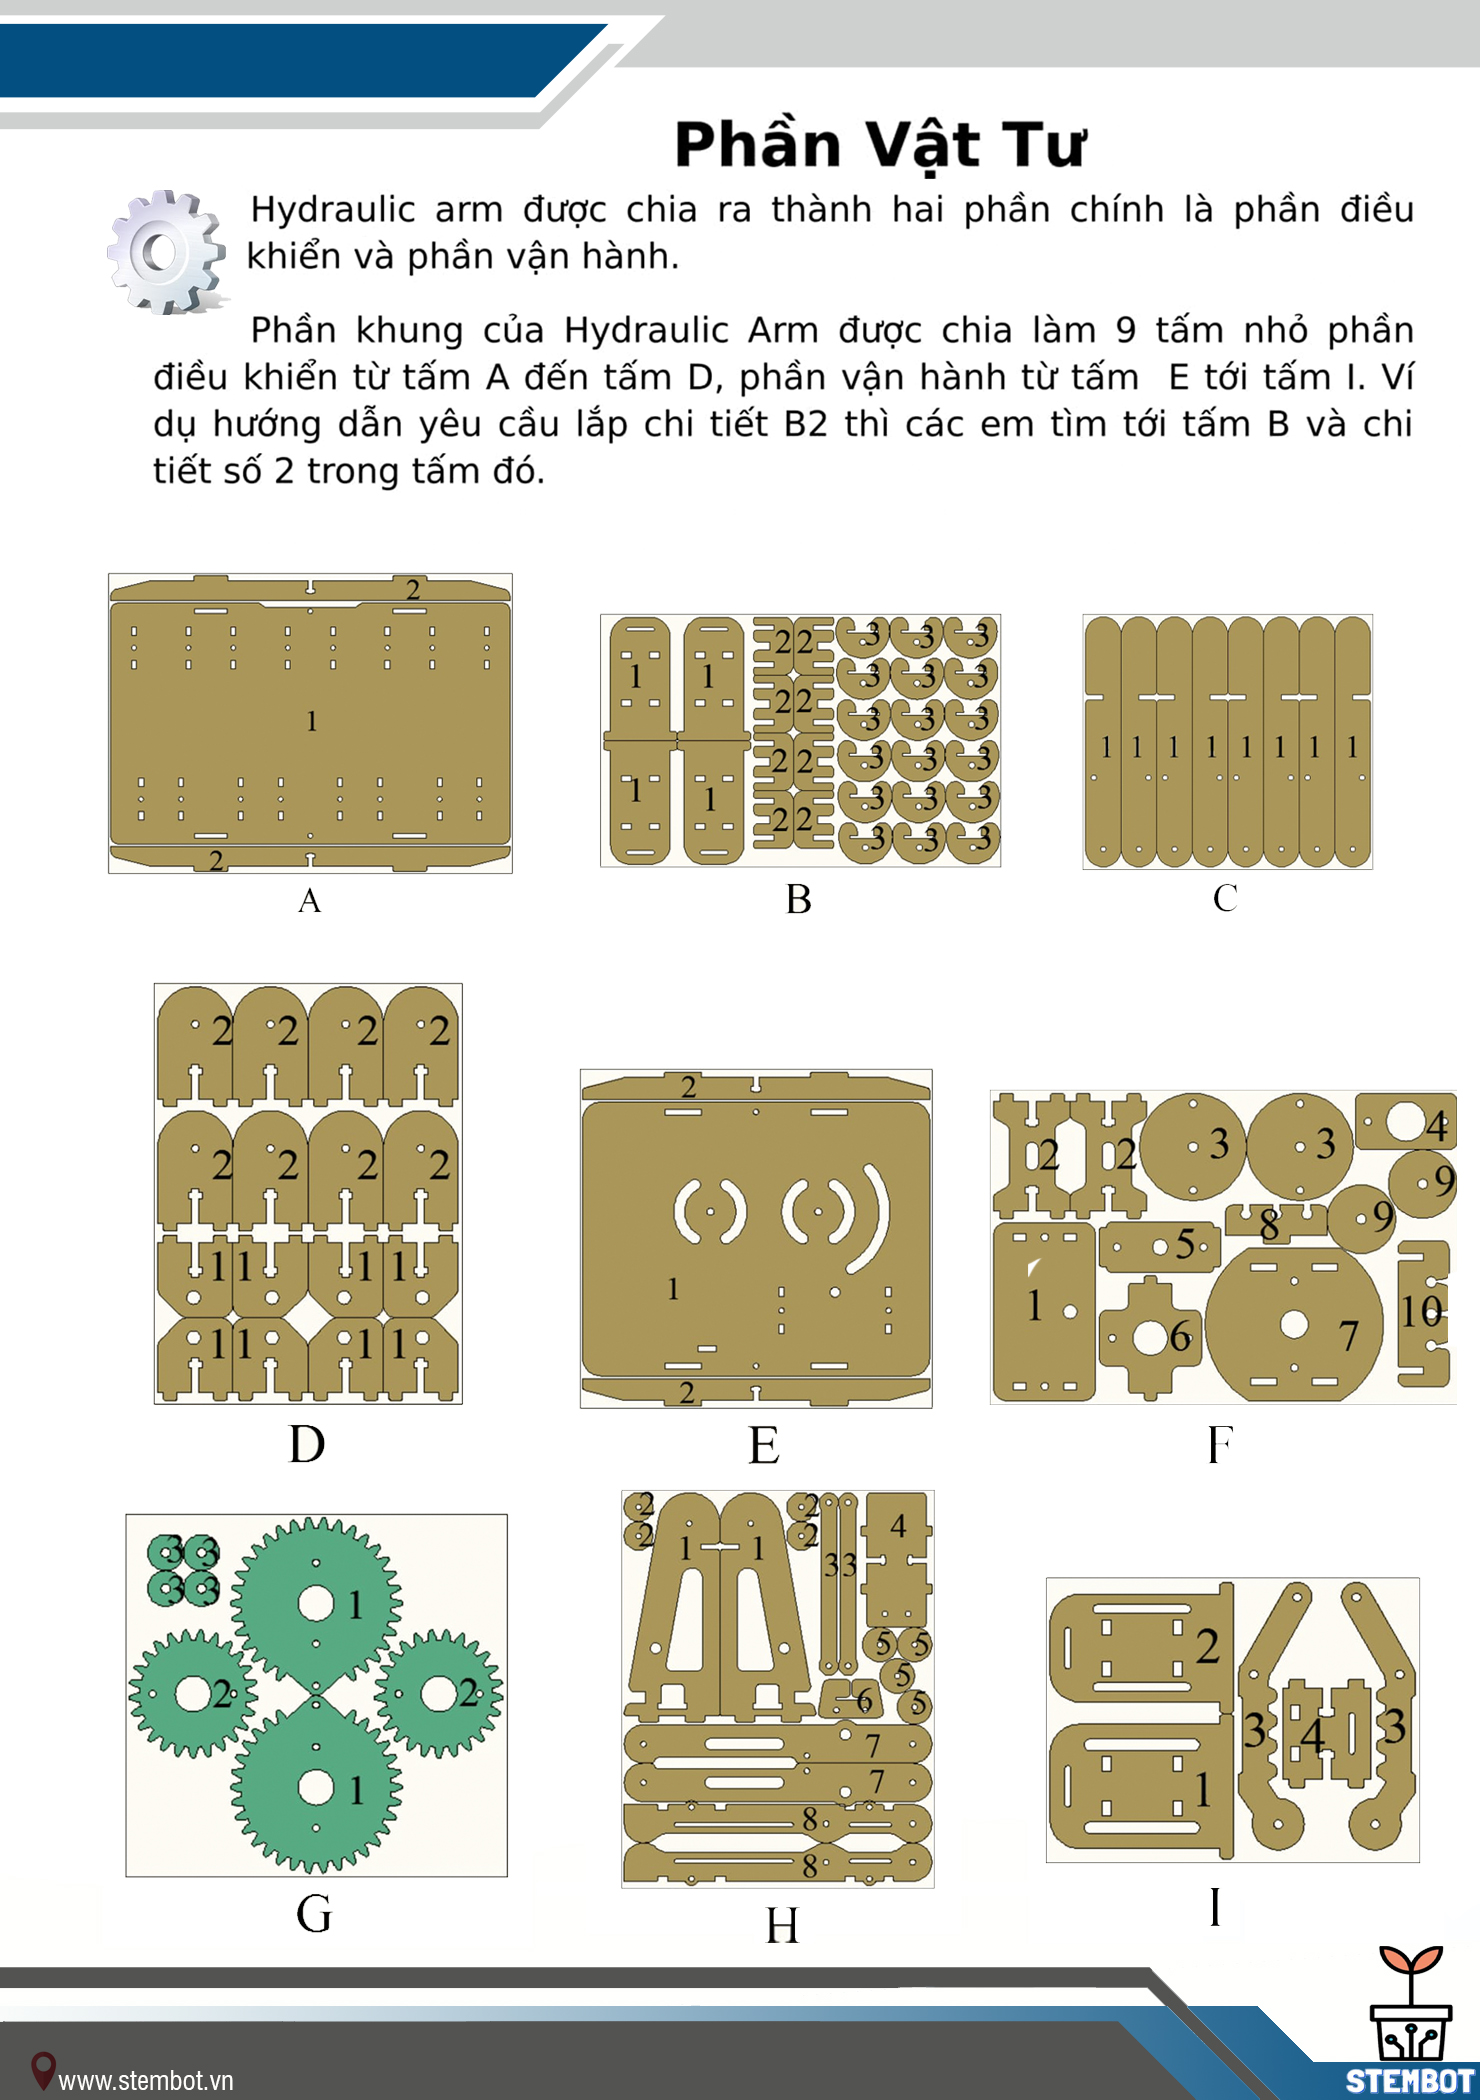 Phần Vật Tư
Hydraulic arm được chia ra thành hai phần chính là phần điều
khiển và phần vận hành.
Phần khung của Hydraulic Arm được chia làm 9 tấm nhỏ phần
điều khiển từ tấm A đến tấm D, phần vận hành từ tấm E tới tấm I. Ví
dụ hướng dẫn yêu cầu lắp chi tiết B2 thì các em tìm tới tấm B và chi
tiết số 2 trong tấm đó.
2
1
2
A
1 1 2 2 3 3 3
3 3 3
2 2 3 3 3
1 1 2 2 3 3 3
3 3 3
2 2 3 3 3
B
1 1 1 1 1 1 1 1
C
2 2 2 2
2 2 2 2
1 1 1 1
1 1 1 1
D
2
1
2
E
2 2 3 3 4
9
8 9
5
1 6 7 10
F
3 3
3 3
1
2 2
1
G
2 2
2 2
1 1 3 3 4
5 5
5
6 5
7
7
8
8
H
2
3 4 3
1
I
www.stembot.vn
STEMBOT